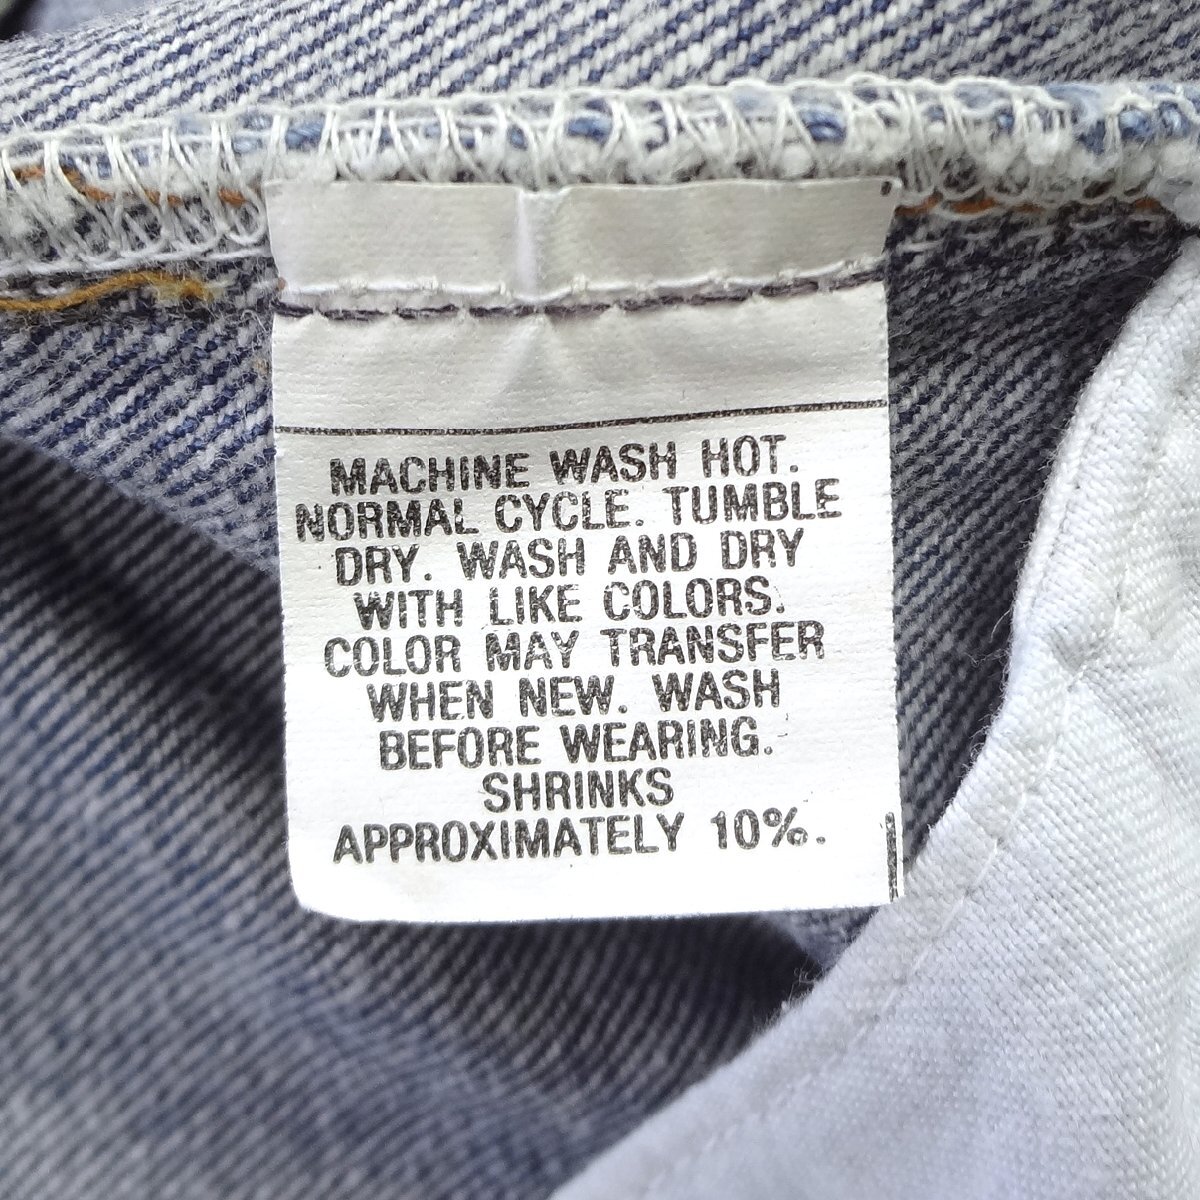 MACHINE WASH HOT.
NORMAL CYCLE. TUMBLE
DRY. WASH AND DRY
WITH LIKE COLORS.
COLOR MAY TRANSFER
WHEN NEW. WASH
BEFORE WEARING.
SHRINKS
APPROXIMATELY 10%.